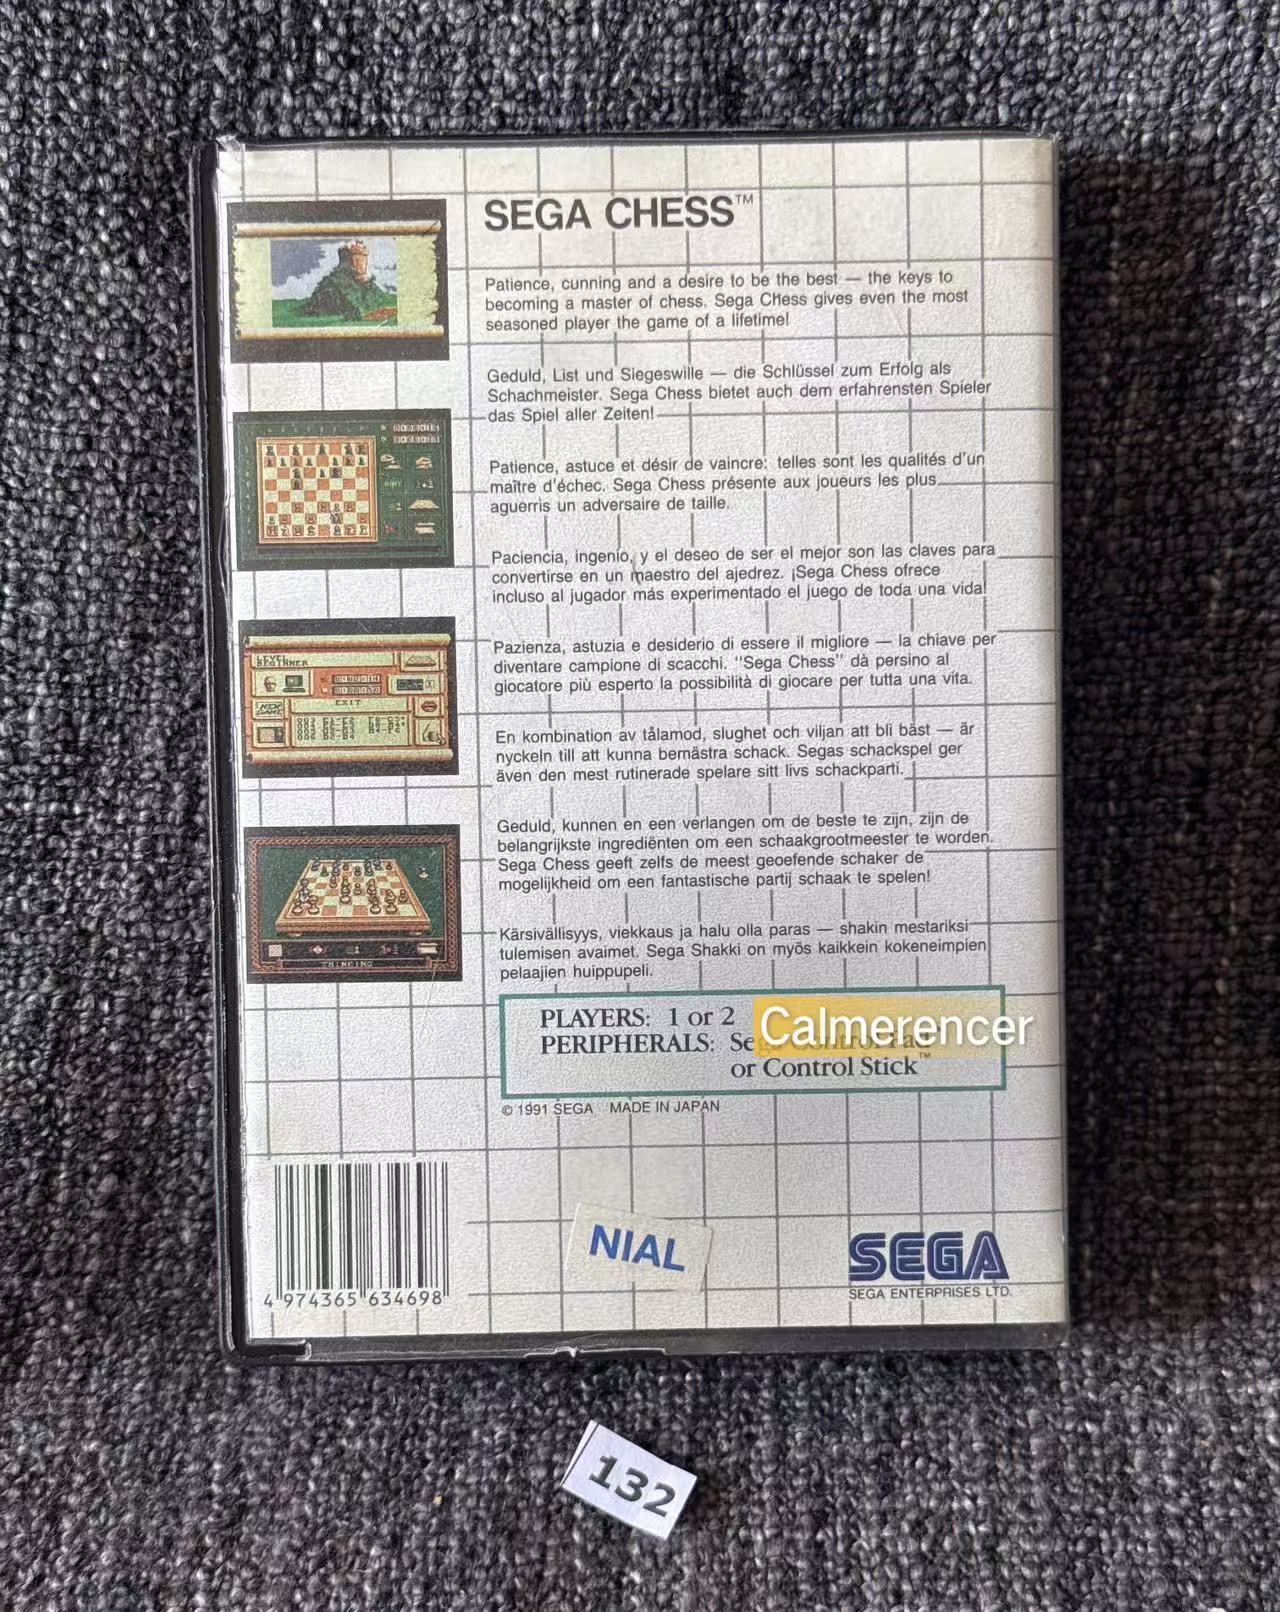 SEGA CHESS™
Patience, cunning and a desire to be the best — the keys to
becoming a master of chess. Sega Chess gives even the most
seasoned player the game of a lifetime!
Geduld, List und Siegeswille — die Schlüssel zum Erfolg als
Schachmeister. Sega Chess bietet auch dem erfahrensten Spieler
das Spiel aller Zeiten!
Patience, astuce et désir de vaincre: telles sont les qualités d'un
maître d'échec. Sega Chess présente aux joueurs les plus
aguerris un adversaire de taille.
Paciencia, ingenio, y el deseo de ser el mejor son las claves para
convertirse en un maestro del ajedrez. ¡Sega Chess ofrece
incluso al jugador más experimentado el juego de toda una vida!
Pazienza, astuzia e desiderio di essere il migliore — la chiave per
diventare campione di scacchi. "Sega Chess" dà persino al
giocatore più esperto la possibilità di giocare per tutta una vita.
En kombination av tålamod, slughet och viljan att bli bäst — är
nyckeln till att kunna bemästra schack. Segas schackspel ger
även den mest rutinerade spelare sitt livs schackparti.
Geduld, kunnen en een verlangen om de beste te zijn, zijn de
belangrijkste ingrediënten om een schaakgrootmeester te worden.
Sega Chess geeft zelfs de meest geoefende schaker de
mogelijkheid om een fantastische partij schaak te spelen!
Kärsivällisyys, viekkaus ja halu olla paras — shakin mestariksi
tulemisen avaimet. Sega Shakki on myös kaikkein kokeneimpien
pelaajien huippupeli.
LEVEL
BEGINNER
EXIT
NEW
GAME
THINKING
PLAYERS: 1 or 2
Calmerencer
PERIPHERALS: Sega Control Pad
or Control Stick™
© 1991 SEGA MADE IN JAPAN
4 974365 634698
NIAL
SEGA
SEGA ENTERPRISES LTD.
132